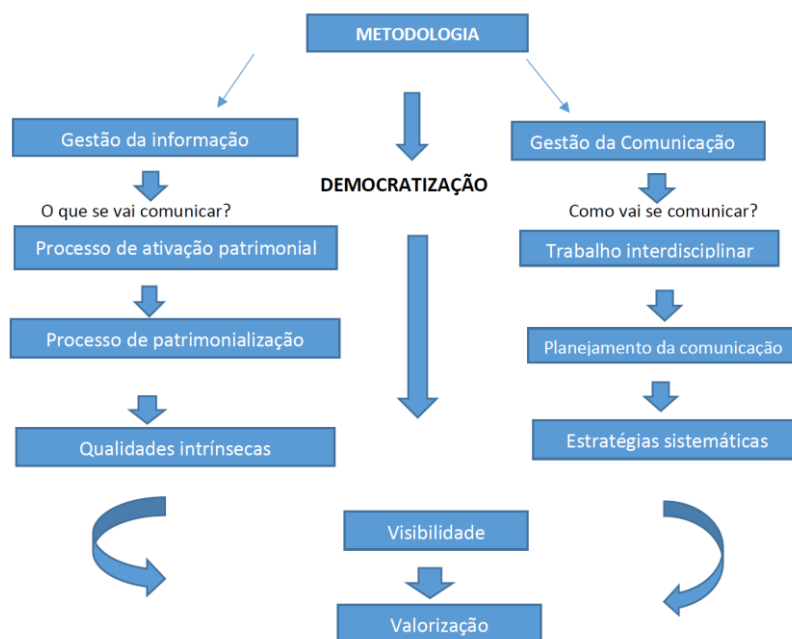 METODOLOGIA
Gestão da informação
Gestão da Comunicação
DEMOCRATIZAÇÃO
O que se vai comunicar?
Como vai se comunicar?
Processo de ativação patrimonial
Trabalho interdisciplinar
Processo de patrimonialização
Planejamento da comunicação
Qualidades intrínsecas
Estratégias sistemáticas
Visibilidade
Valorização